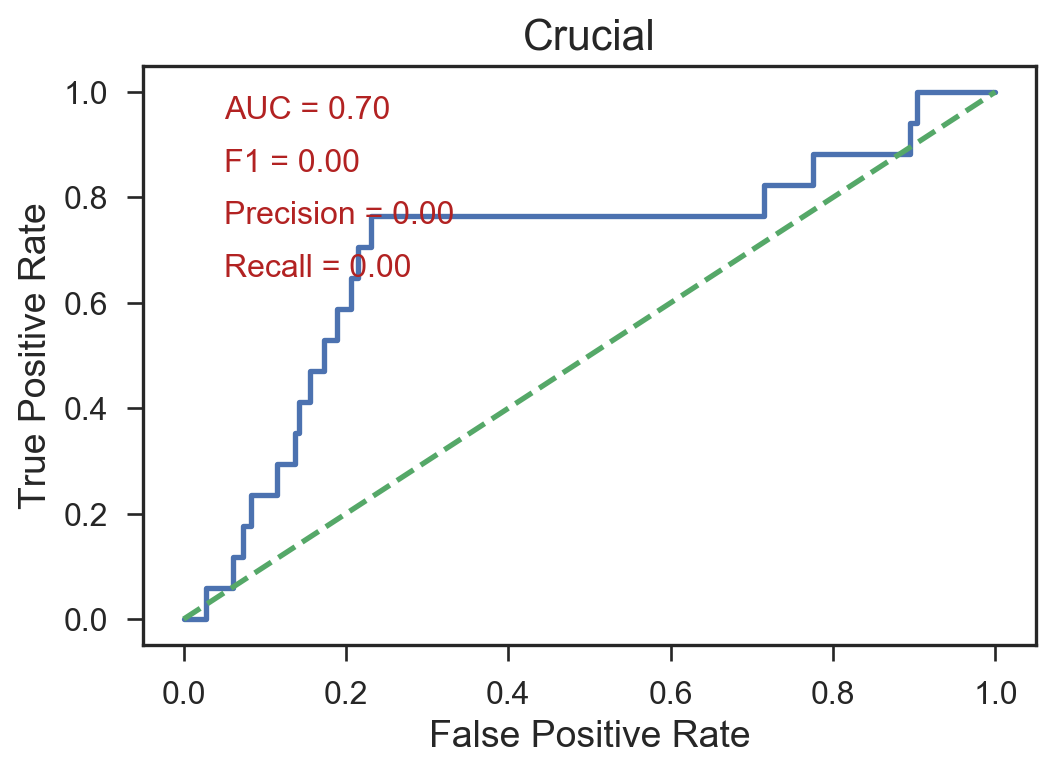 Crucial
AUC = 0.70
F1 = 0.00
Precision = 0.00
Recall = 0.00
True Positive Rate
1.0
0.8
0.6
0.4
0.2
0.0
0.0 0.2 0.4 0.6 0.8 1.0
False Positive Rate